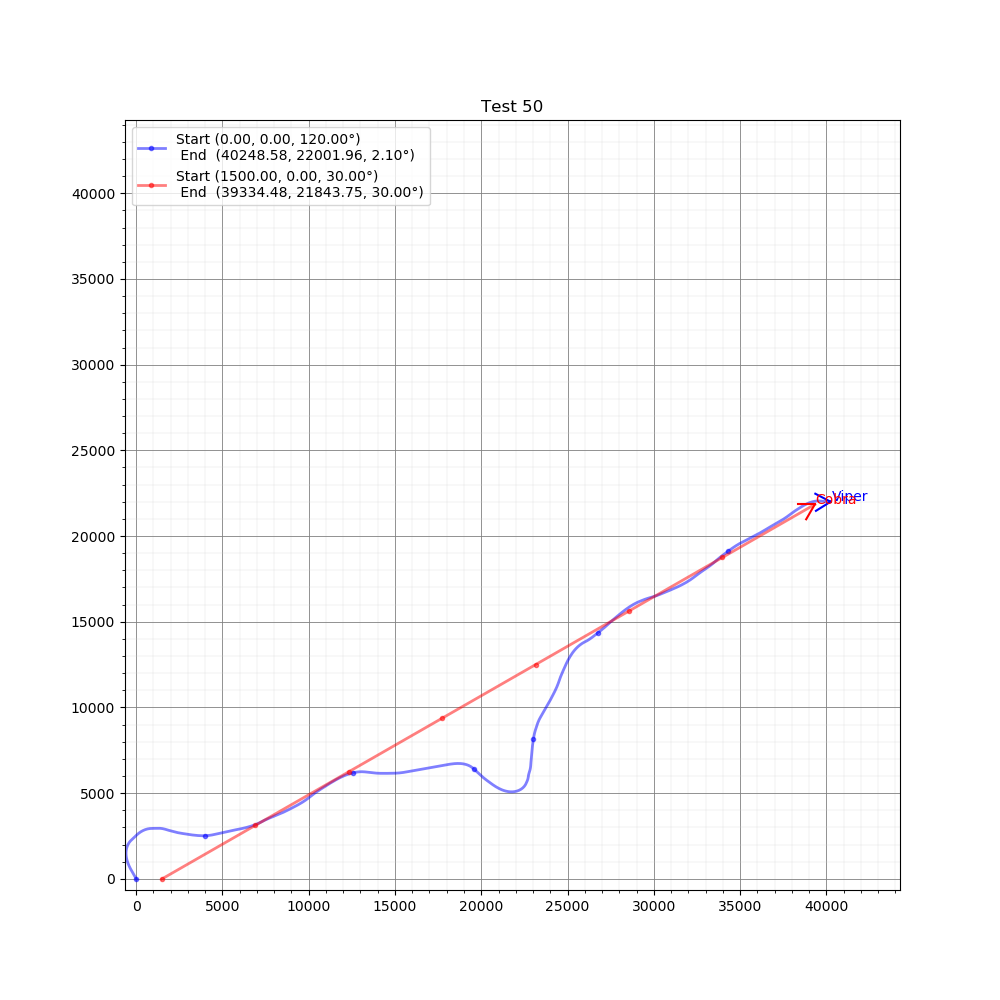 Test 50
Start (0.00, 0.00, 120.00°)
End (40248.58, 22001.96, 2.10°)
Start (1500.00, 0.00, 30.00°)
End (39334.48, 21843.75, 30.00°)
40000
35000
30000
25000
Viper
Cobra
20000
15000
10000
5000
0
0 5000 10000 15000 20000 25000 30000 35000 40000